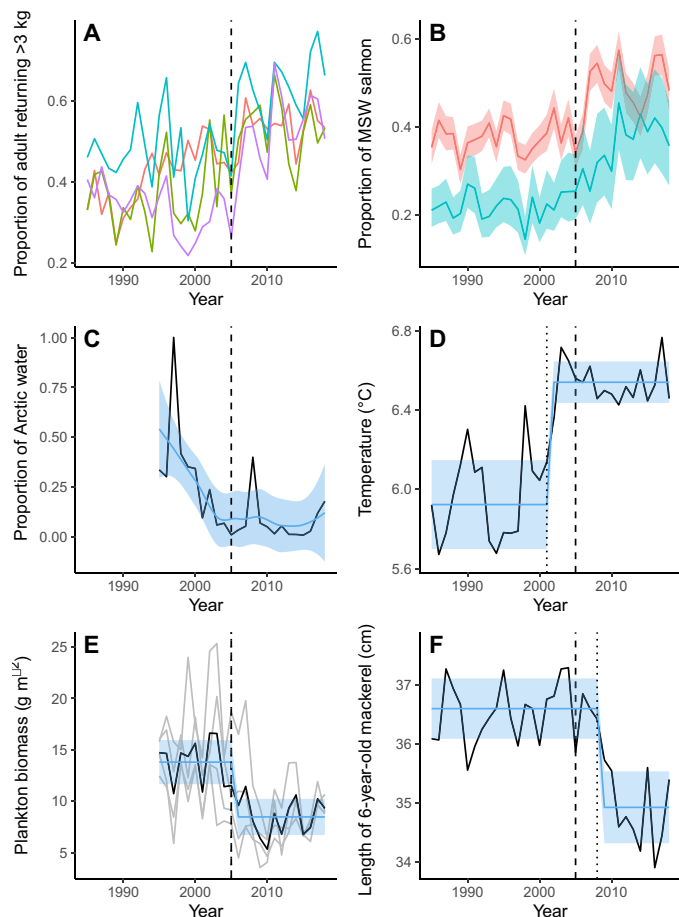 A
Proportion of adult returning >3 kg
0.6
0.4
0.2
1990 2000 2010
Year
B
Proportion of MSW salmon
0.6
0.4
0.2
1990 2000 2010
Year
C
Proportion of Arctic water
1.00
0.75
0.50
0.25
0.00
1990 2000 2010
Year
D
Temperature (°C)
6.8
6.4
6.0
5.6
1990 2000 2010
Year
E
Plankton biomass (g
25
20
15
10
5
1990 2000 2010
Year
F
Length of 6-year-old mackerel (cm)
37
36
35
34
1990 2000 2010
Year